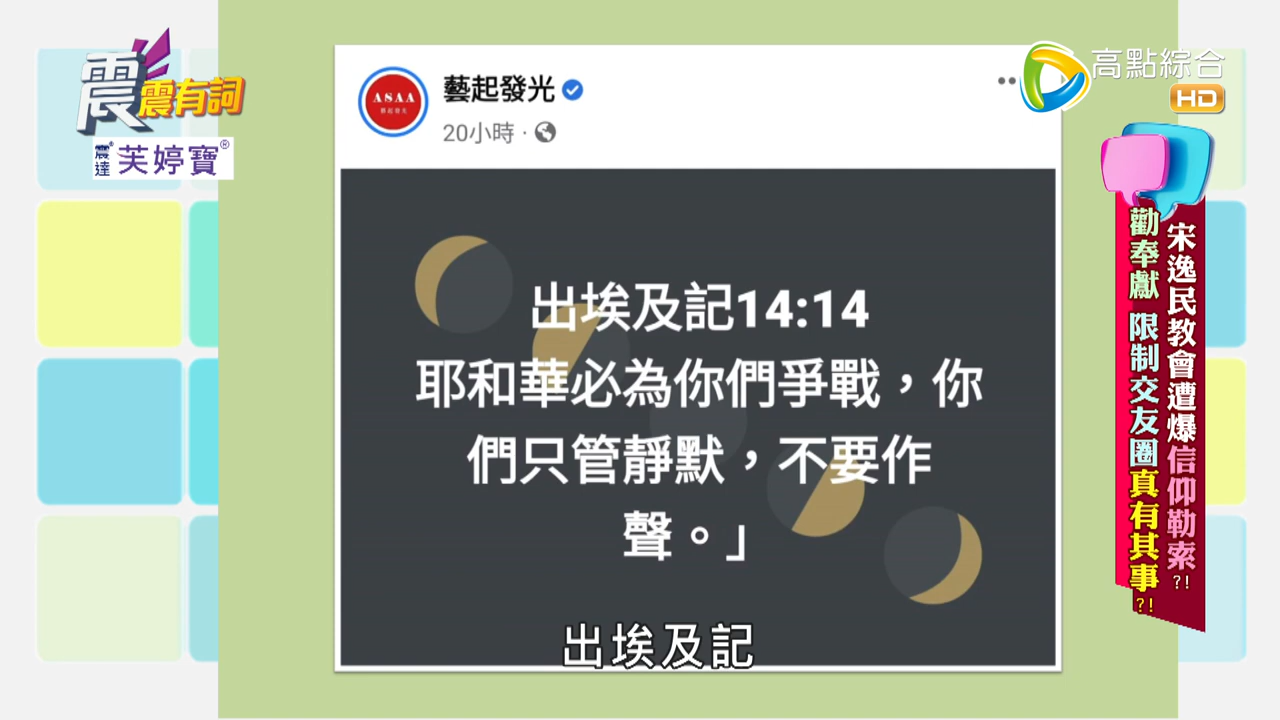 震震有詞
震達® 芙婷寶®
ASAA
藝起發光
藝起發光
20小時 ·
高點綜合
HD
出埃及記14:14
耶和華必為你們爭戰，你
們只管靜默，不要作
聲。」
出埃及記
宋逸民教會遭爆信仰勒索?!
勸奉獻 限制交友圈真有其事?!